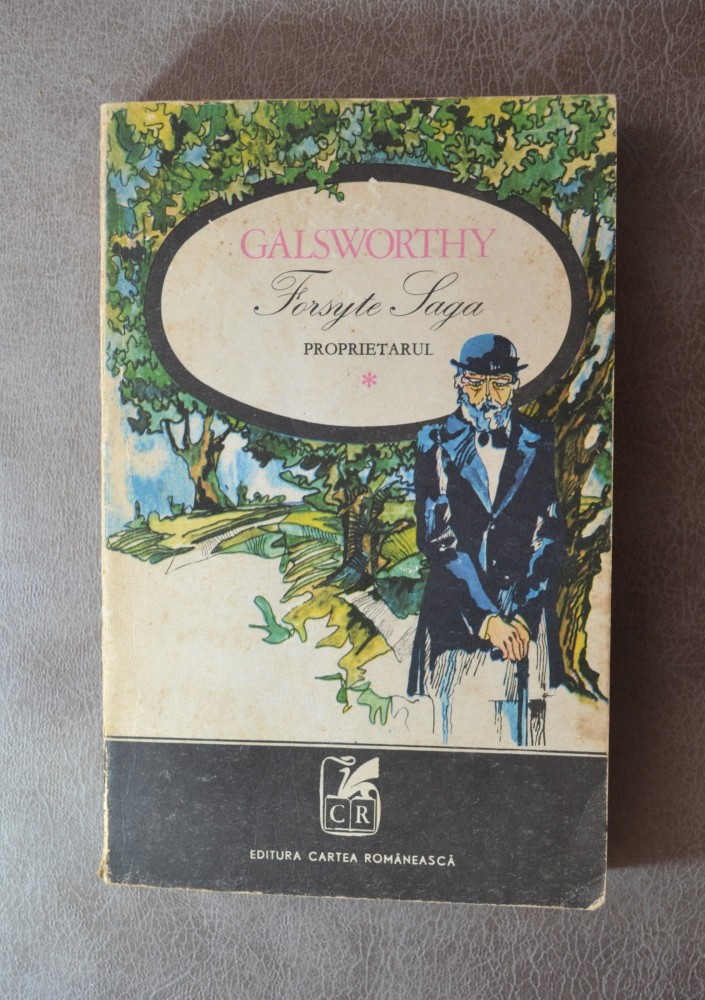 GALSWORTHY
Forsyte Saga
PROPRIETARUL
*
CR
EDITURA CARTEA ROMÂNEASCĂ